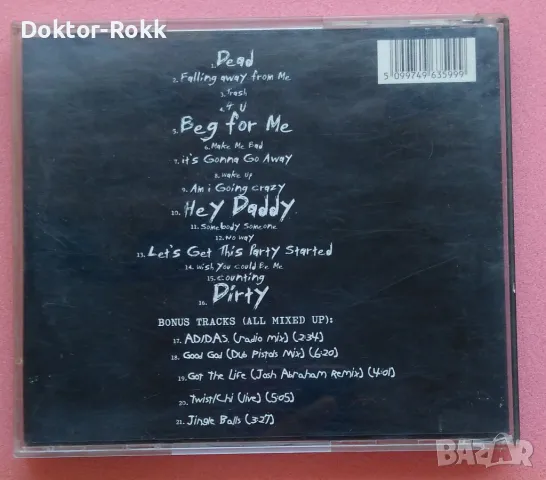 Doktor-Rokk
1. Dead
2. Falling away from Me
3. Trash
4. 4 U
5. Beg for Me
6. Make Me Bad
7. it's Gonna Go Away
8. wake up
9. Am i Going crazy
10. Hey Daddy
11. Somebody Someone
12. No way
13. Let's Get This Party Started
14. wish You could Be Me
15. counting
16. Dirty
BONUS TRACKS (ALL MIXED UP):
17. A.D.I.D.A.S. (radio mix) (2:34)
18. Good God (Dub Pistols Mix) (6:20)
19. Got The Life (Josh Abraham Remix) (4:01)
20. Twist/Chi (live) (5:05)
21. Jingle Balls (3:27)
5 099749 635999
BAZAR